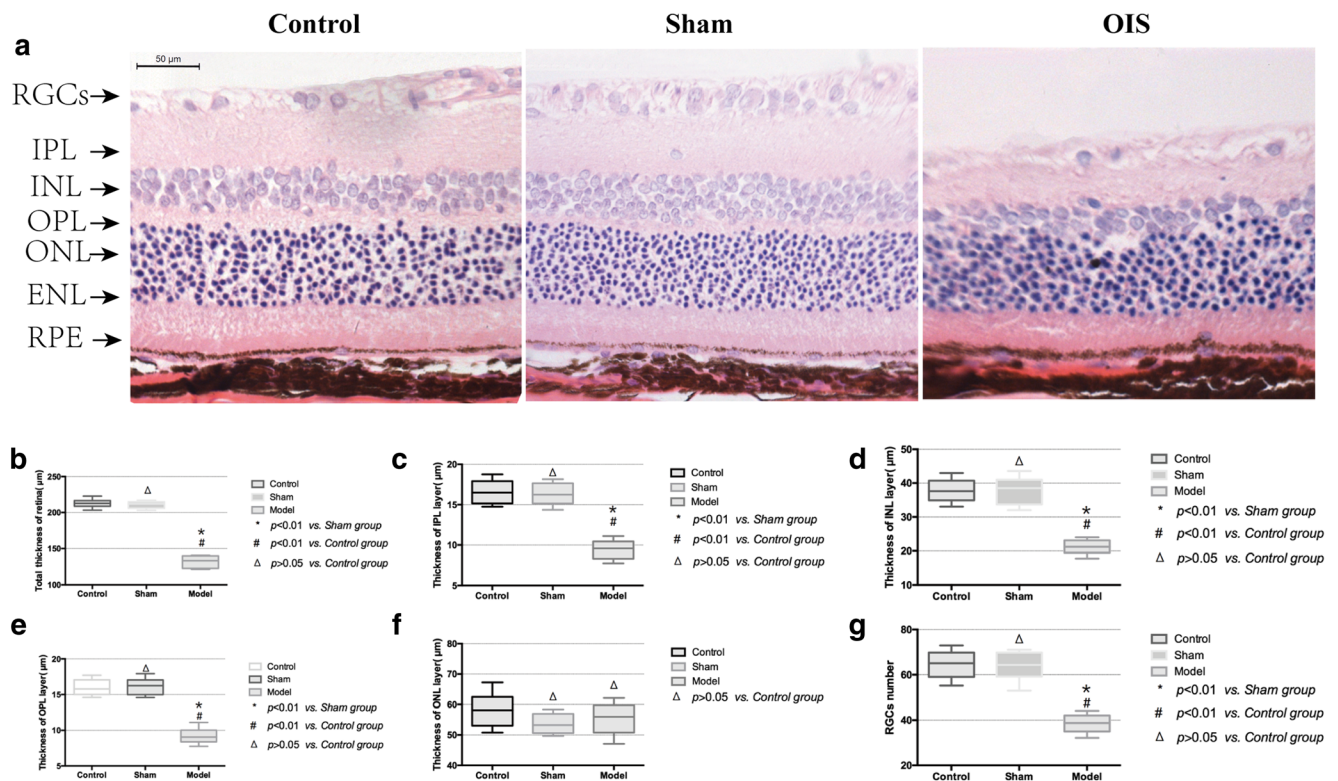 Control
Sham
OIS
a
50 µm
RGCs
IPL
INL
OPL
ONL
ENL
RPE
b
Total thickness of retina( µm)
250
200
150
100
Control
Sham
Model
Δ
*
#
Control
Sham
Model
* p<0.01 vs. Sham group
# p<0.01 vs. Control group
Δ p>0.05 vs. Control group
c
Thickness of IPL layer( µm)
20
15
10
5
Control
Sham
Model
Δ
*
#
Control
Sham
Model
* p<0.01 vs. Sham group
# p<0.01 vs. Control group
Δ p>0.05 vs. Control group
d
Thickness of INL layer( µm)
50
40
30
20
10
Control
Sham
Model
Δ
*
#
Control
Sham
Model
* p<0.01 vs. Sham group
# p<0.01 vs. Control group
Δ p>0.05 vs. Control group
e
Thickness of OPL layer( µm)
20
15
10
5
Control
Sham
Model
Δ
*
#
Control
Sham
Model
* p<0.01 vs. Sham group
# p<0.01 vs. Control group
Δ p>0.05 vs. Control group
f
Thickness of ONL layer( µm)
80
70
60
50
40
Control
Sham
Model
Δ
Δ
Control
Sham
Model
Δ p>0.05 vs. Control group
g
RGCs number
80
60
40
20
Control
Sham
Model
Δ
*
#
Control
Sham
Model
* p<0.01 vs. Sham group
# p<0.01 vs. Control group
Δ p>0.05 vs. Control group